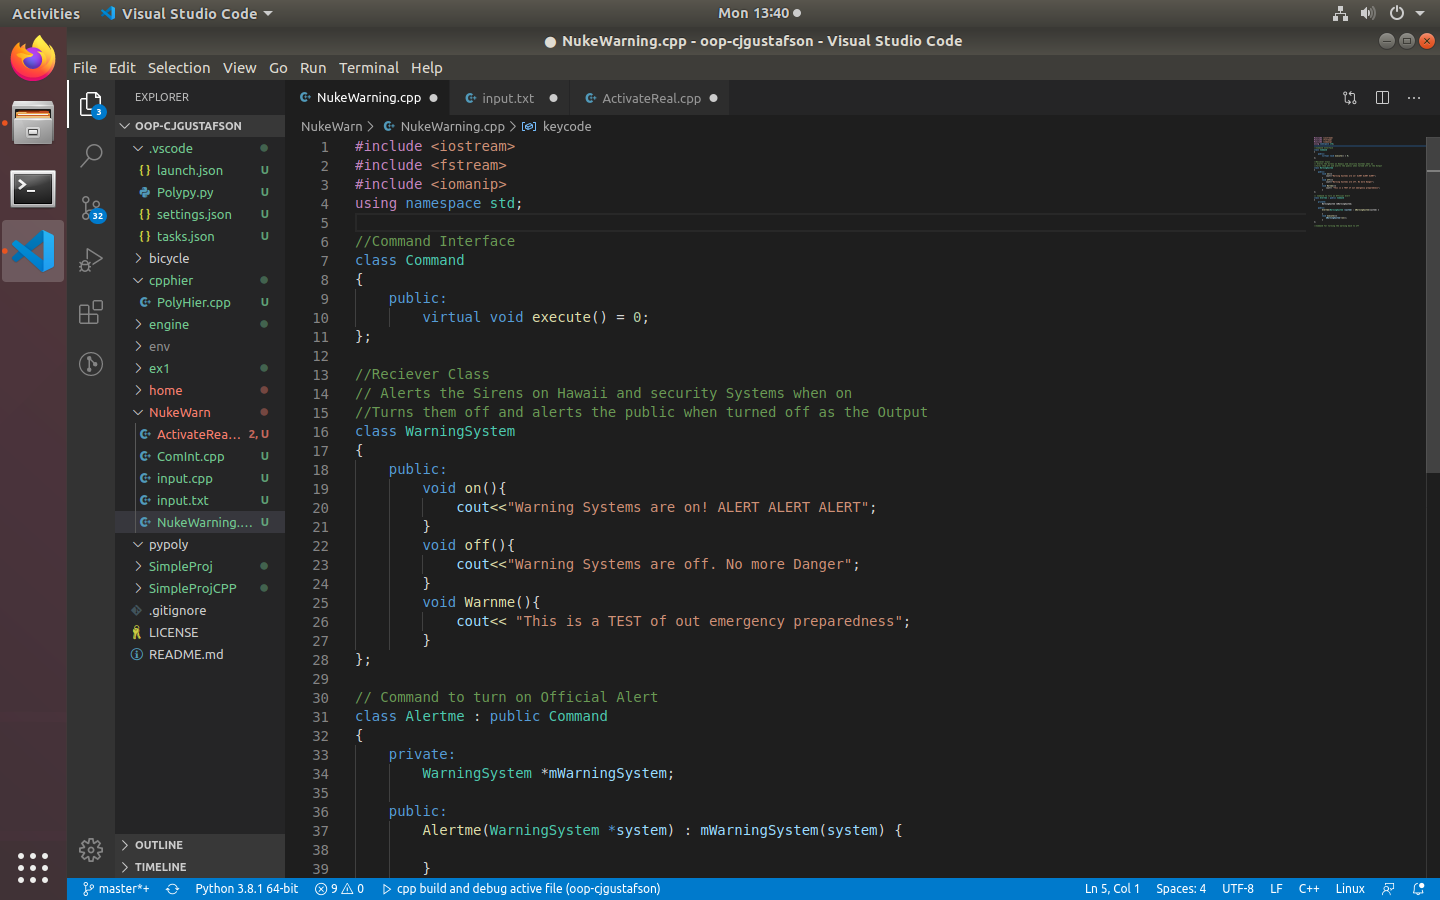 Activities Visual Studio Code Mon 13:40
● NukeWarning.cpp - oop-cjgustafson - Visual Studio Code
File Edit Selection View Go Run Terminal Help
EXPLORER
NukeWarning.cpp input.txt ActivateReal.cpp
NukeWarn > NukeWarning.cpp > keycode
3
32
OOP-CJGUSTAFSON
.vscode
launch.json U
Polypy.py U
settings.json U
tasks.json U
bicycle
cpphier
PolyHier.cpp U
engine
env
ex1
home
NukeWarn
ActivateRea... 2, U
ComInt.cpp U
input.cpp U
input.txt U
NukeWarning.... U
pypoly
SimpleProj
SimpleProjCPP
.gitignore
LICENSE
README.md
OUTLINE
TIMELINE
1 #include <iostream>
2 #include <fstream>
3 #include <iomanip>
4 using namespace std;
5
6 //Command Interface
7 class Command
8 {
9 public:
10 virtual void execute() = 0;
11 };
12
13 //Reciever Class
14 // Alerts the Sirens on Hawaii and security Systems when on
15 //Turns them off and alerts the public when turned off as the Output
16 class WarningSystem
17 {
18 public:
19 void on(){
20 cout<<"Warning Systems are on! ALERT ALERT ALERT";
21 }
22 void off(){
23 cout<<"Warning Systems are off. No more Danger";
24 }
25 void Warnme(){
26 cout<< "This is a TEST of out emergency preparedness";
27 }
28 };
29
30 // Command to turn on Official Alert
31 class Alertme : public Command
32 {
33 private:
34 WarningSystem *mWarningSystem;
35
36 public:
37 Alertme(WarningSystem *system) : mWarningSystem(system) {
38
39 }
master*+ Python 3.8.1 64-bit 9 0 cpp build and debug active file (oop-cjgustafson) Ln 5, Col 1 Spaces: 4 UTF-8 LF C++ Linux